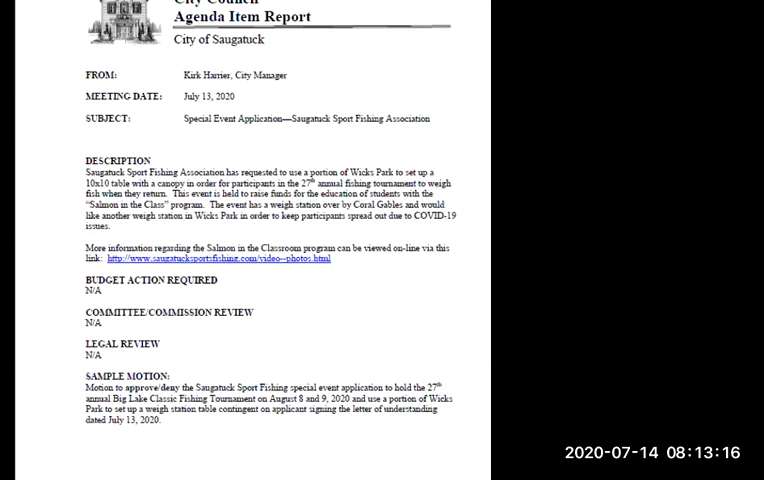 City Council
Agenda Item Report
City of Saugatuck
FROM: Kirk Harrier, City Manager
MEETING DATE: July 13, 2020
SUBJECT: Special Event Application—Saugatuck Sport Fishing Association
DESCRIPTION
Saugatuck Sport Fishing Association has requested to use a portion of Wicks Park to set up a
10x10 table with a canopy in order for participants in the 27th annual fishing tournament to weigh
fish when they return. This event is held to raise funds for the education of students with the
“Salmon in the Class” program. The event has a weigh station over by Coral Gables and would
like another weigh station in Wicks Park in order to keep participants spread out due to COVID-19
issues.
More information regarding the Salmon in the Classroom program can be viewed on-line via this
link: http://www.saugatucksportsfishing.com/video--photos.html
BUDGET ACTION REQUIRED
N/A
COMMITTEE/COMMISSION REVIEW
N/A
LEGAL REVIEW
N/A
SAMPLE MOTION:
Motion to approve/deny the Saugatuck Sport Fishing special event application to hold the 27th
annual Big Lake Classic Fishing Tournament on August 8 and 9, 2020 and use a portion of Wicks
Park to set up a weigh station table contingent on applicant signing the letter of understanding
dated July 13, 2020.
2020-07-14 08:13:16